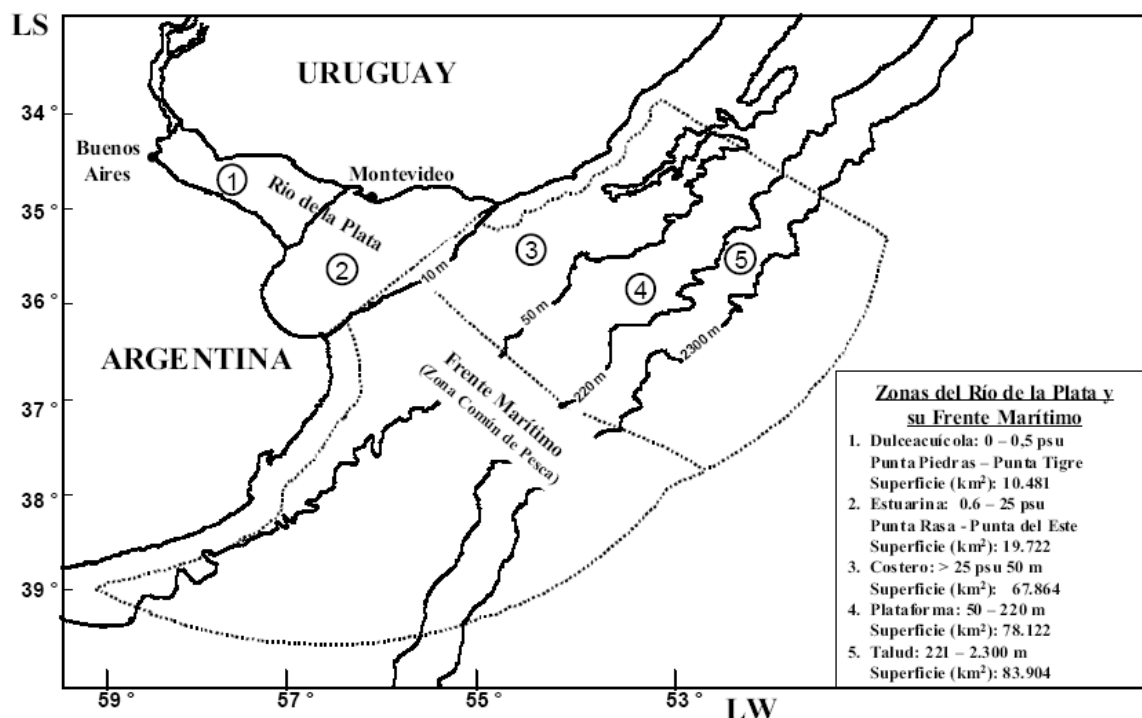 LS
URUGUAY
34 °
Buenos
Aires
1
Montevideo
Río de la Plata
35 °
3
5
2
10 m
4
36 °
50 m
2300 m
ARGENTINA
220 m
Frente Marítimo
(Zona Común de Pesca)
37 °
38 °
39 °
Zonas del Río de la Plata y
su Frente Marítimo
1. Dulceacuícola: 0 – 0,5 psu
Punta Piedras – Punta Tigre
Superficie (km²): 10.481
2. Estuarina: 0.6 – 25 psu
Punta Rasa - Punta del Este
Superficie (km²): 19.722
3. Costero: > 25 psu 50 m
Superficie (km²): 67.864
4. Plataforma: 50 – 220 m
Superficie (km²): 78.122
5. Talud: 221 – 2.300 m
Superficie (km²): 83.904
59 °
57 °
55 °
53 °
LW